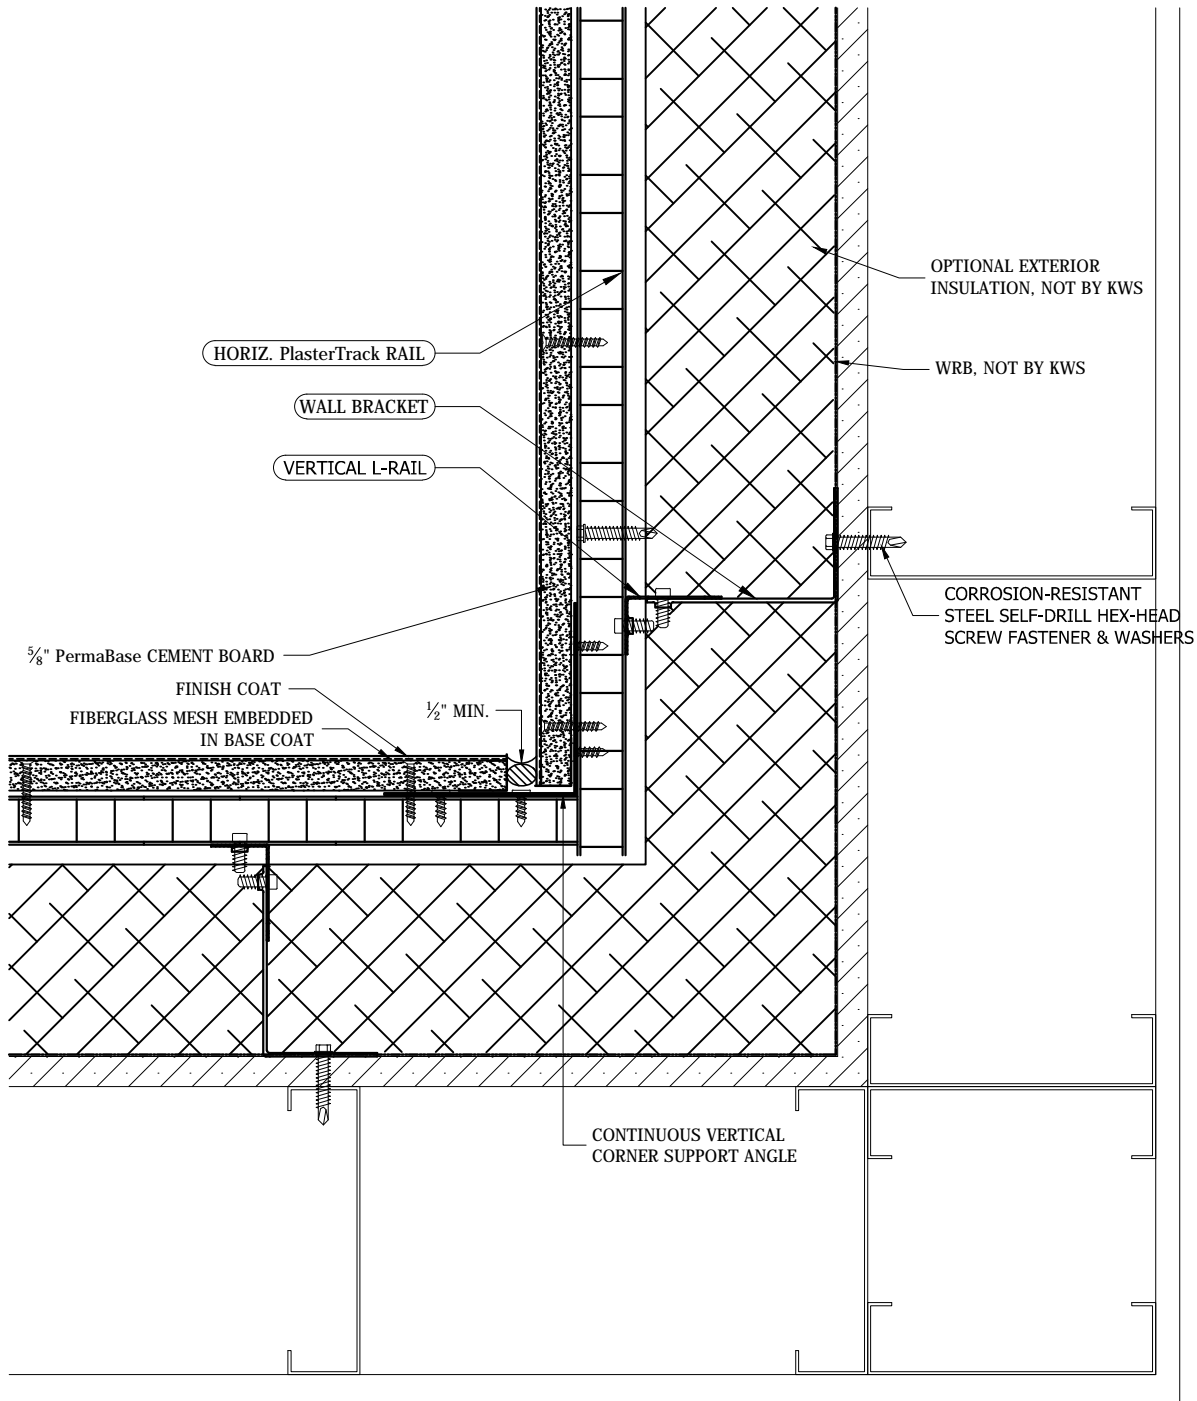 OPTIONAL EXTERIOR
INSULATION, NOT BY KWS
HORIZ. PlasterTrack RAIL
WRB, NOT BY KWS
WALL BRACKET
VERTICAL L-RAIL
CORROSION-RESISTANT
STEEL SELF-DRILL HEX-HEAD
SCREW FASTENER & WASHERS
⅝" PermaBase CEMENT BOARD
FINISH COAT
FIBERGLASS MESH EMBEDDED
IN BASE COAT
½" MIN.
CONTINUOUS VERTICAL
CORNER SUPPORT ANGLE